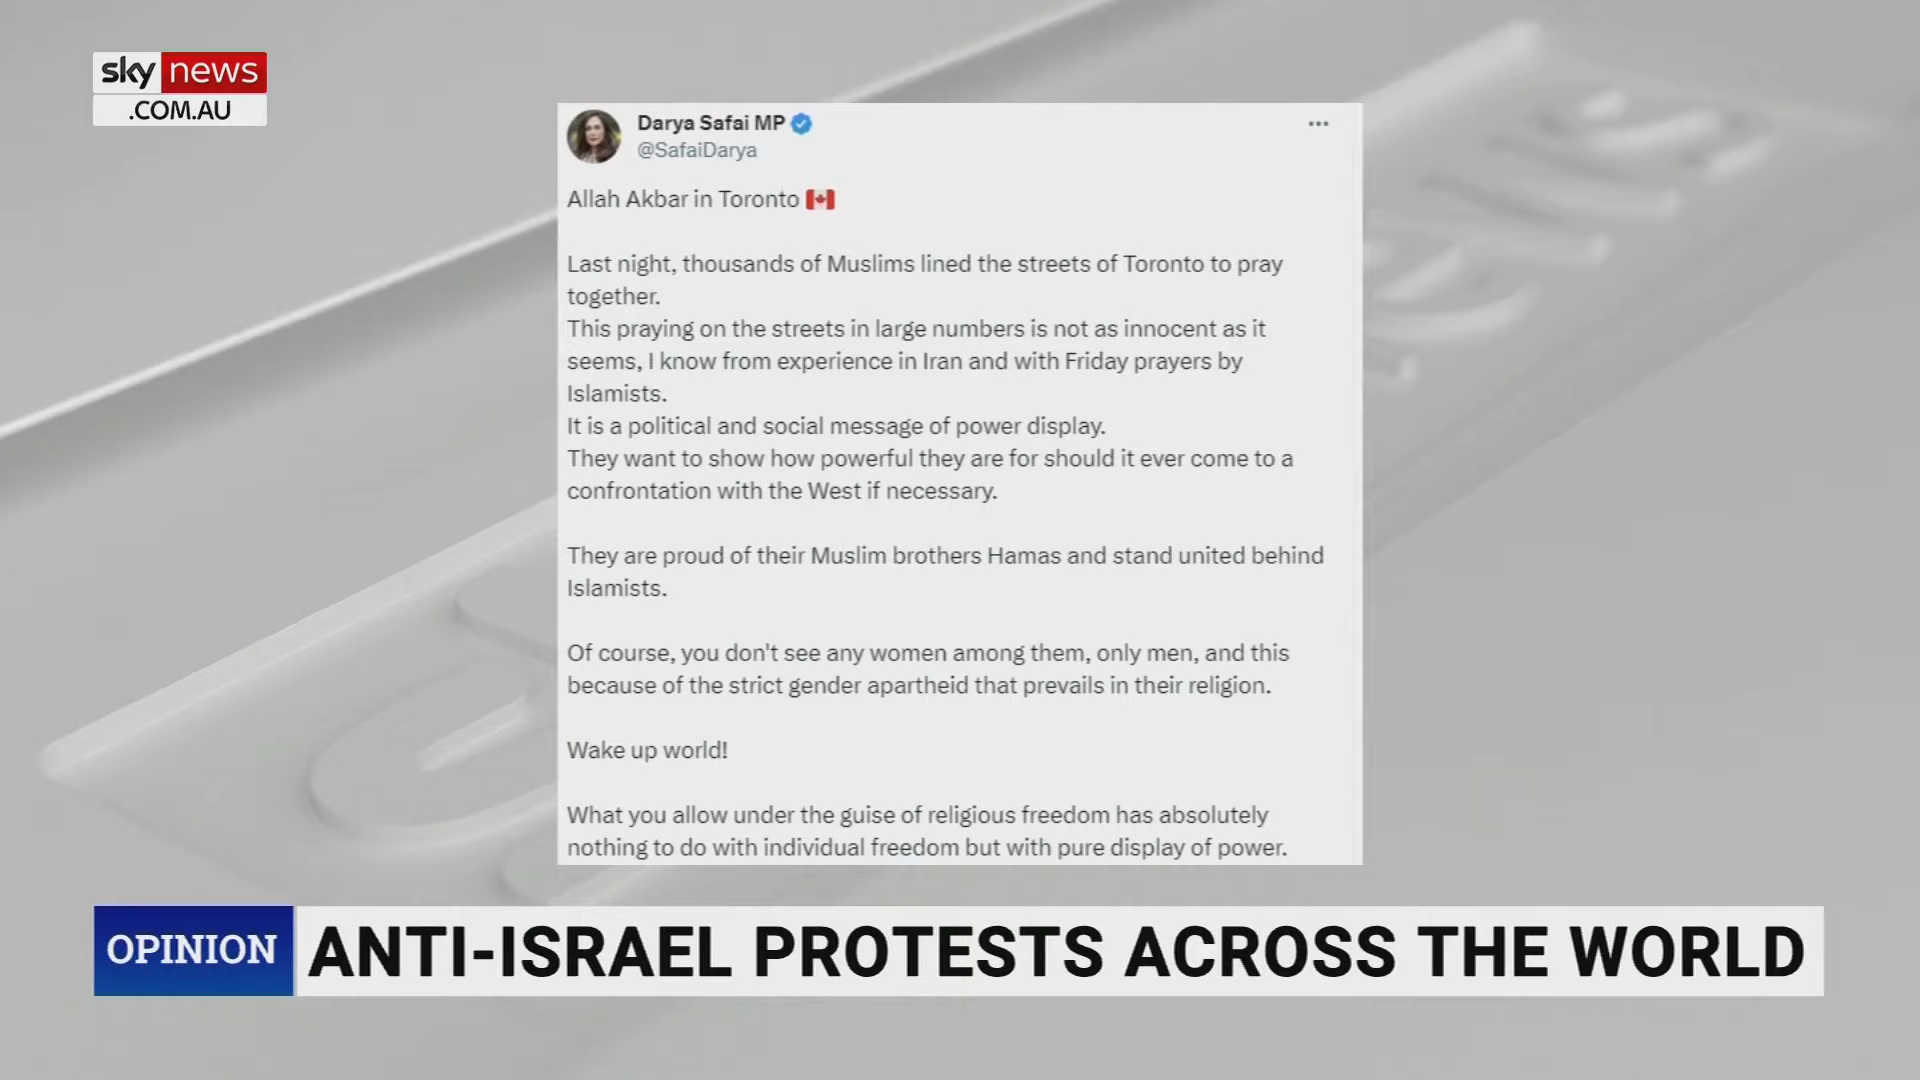 sky news
.COM.AU
Darya Safai MP
@SafaiDarya
Allah Akbar in Toronto
Last night, thousands of Muslims lined the streets of Toronto to pray
together.
This praying on the streets in large numbers is not as innocent as it
seems, I know from experience in Iran and with Friday prayers by
Islamists.
It is a political and social message of power display.
They want to show how powerful they are for should it ever come to a
confrontation with the West if necessary.
They are proud of their Muslim brothers Hamas and stand united behind
Islamists.
Of course, you don't see any women among them, only men, and this
because of the strict gender apartheid that prevails in their religion.
Wake up world!
What you allow under the guise of religious freedom has absolutely
nothing to do with individual freedom but with pure display of power.
OPINION ANTI-ISRAEL PROTESTS ACROSS THE WORLD